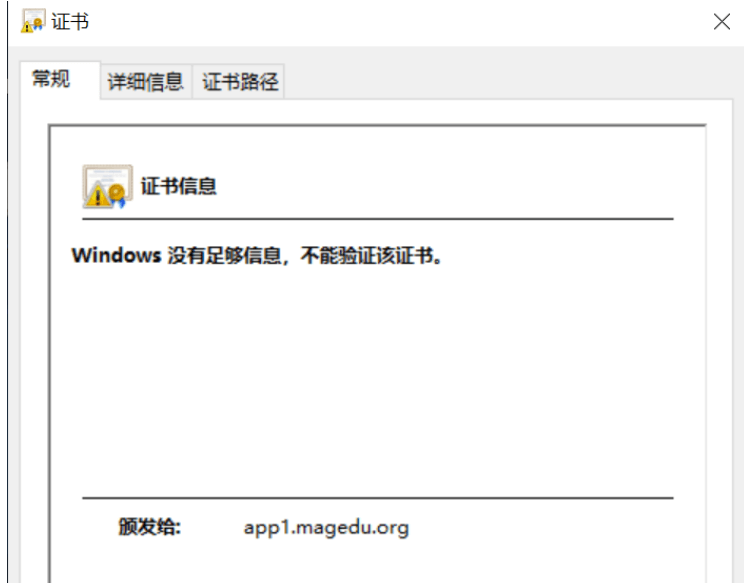 证书
常规 详细信息 证书路径
证书信息
Windows 没有足够信息，不能验证该证书。
颁发给: app1.magedu.org